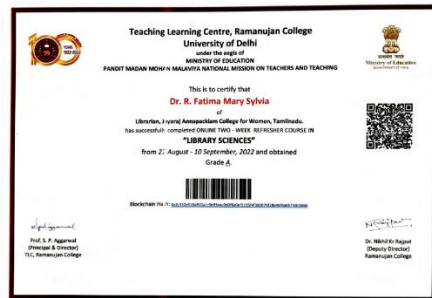 100 YEARS
1922-2022
Teaching Learning Centre, Ramanujan College
University of Delhi
under the aegis of
MINISTRY OF EDUCATION
PANDIT MADAN MOHAN MALAVIYA NATIONAL MISSION ON TEACHERS AND TEACHING
Ministry of Education
This is to certify that
Dr. R. Fatima Mary Sylvia
of
Librarian, Jayaraj Annapackiam College for Women, Tamilnadu.
has successfully completed ONLINE TWO - WEEK REFRESHER COURSE IN
"LIBRARY SCIENCES"
from 27 August - 10 September, 2022 and obtained
Grade A.
Blockchain Hash:
Prof. S. P. Aggarwal
(Principal & Director)
TLC, Ramanujan College
Dr. Nikhil Kr Rajput
(Deputy Director)
Ramanujan College